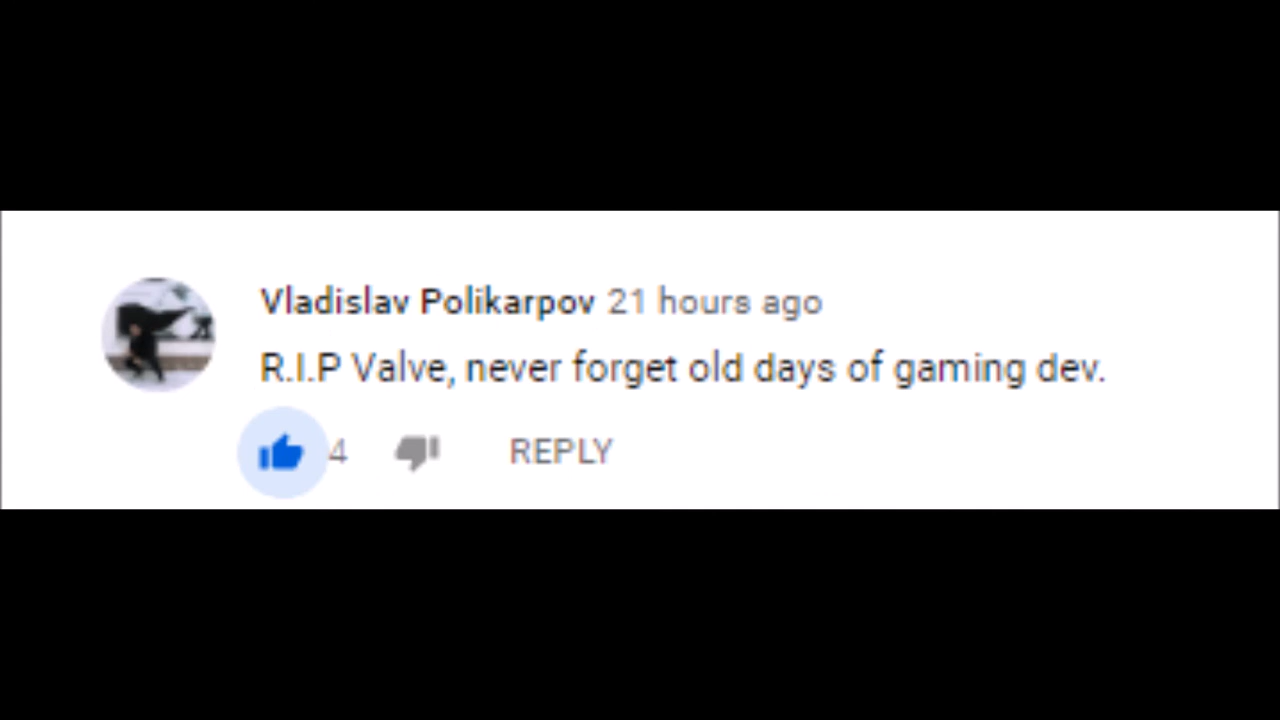 Vladislav Polikarpov 21 hours ago
R.I.P Valve, never forget old days of gaming dev.
4 REPLY